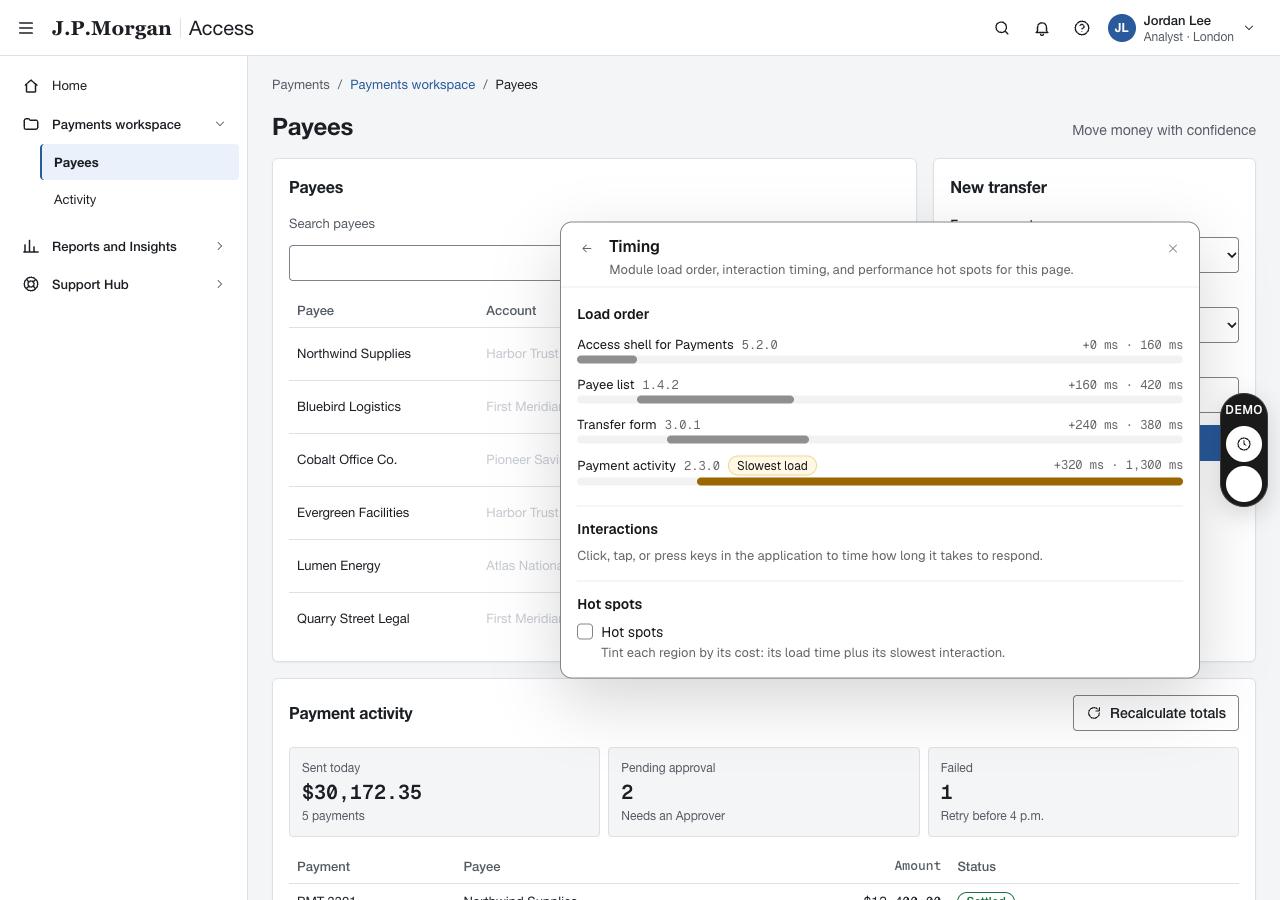 J.P.Morgan Access
JL
Jordan Lee
Analyst · London
Home
Payments workspace
Payees
Activity
Reports and Insights
Support Hub
Payments / Payments workspace / Payees
Payees
Move money with confidence
Payees
Search payees
Payee Account
Northwind Supplies Harbor Trust
Bluebird Logistics First Meridian
Cobalt Office Co. Pioneer
Evergreen Facilities Harbor Trust
Lumen Energy Atlas
Quarry Street Legal First Meridian
New transfer
Timing
Module load order, interaction timing, and performance hot spots for this page.
Load order
Access shell for Payments 5.2.0 +0 ms · 160 ms
Payee list 1.4.2 +160 ms · 420 ms
Transfer form 3.0.1 +240 ms · 380 ms
Payment activity 2.3.0 Slowest load +320 ms · 1,300 ms
Interactions
Click, tap, or press keys in the application to time how long it takes to respond.
Hot spots
Hot spots
Tint each region by its cost: its load time plus its slowest interaction.
DEMO
Payment activity
Recalculate totals
Sent today
$30,172.35
5 payments
Pending approval
2
Needs an Approver
Failed
1
Retry before 4 p.m.
Payment Payee Amount Status
Northwind Supplies Settled